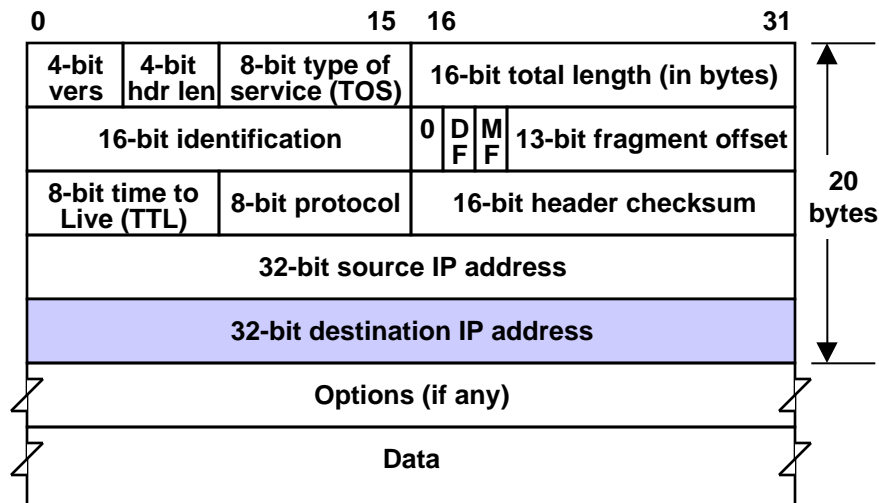 0 15 16 31
4-bit
vers
4-bit
hdr len
8-bit type of
service (TOS)
16-bit total length (in bytes)
16-bit identification
0
D
F
M
F
13-bit fragment offset
8-bit time to
Live (TTL)
8-bit protocol
16-bit header checksum
20
bytes
32-bit source IP address
32-bit destination IP address
Options (if any)
Data